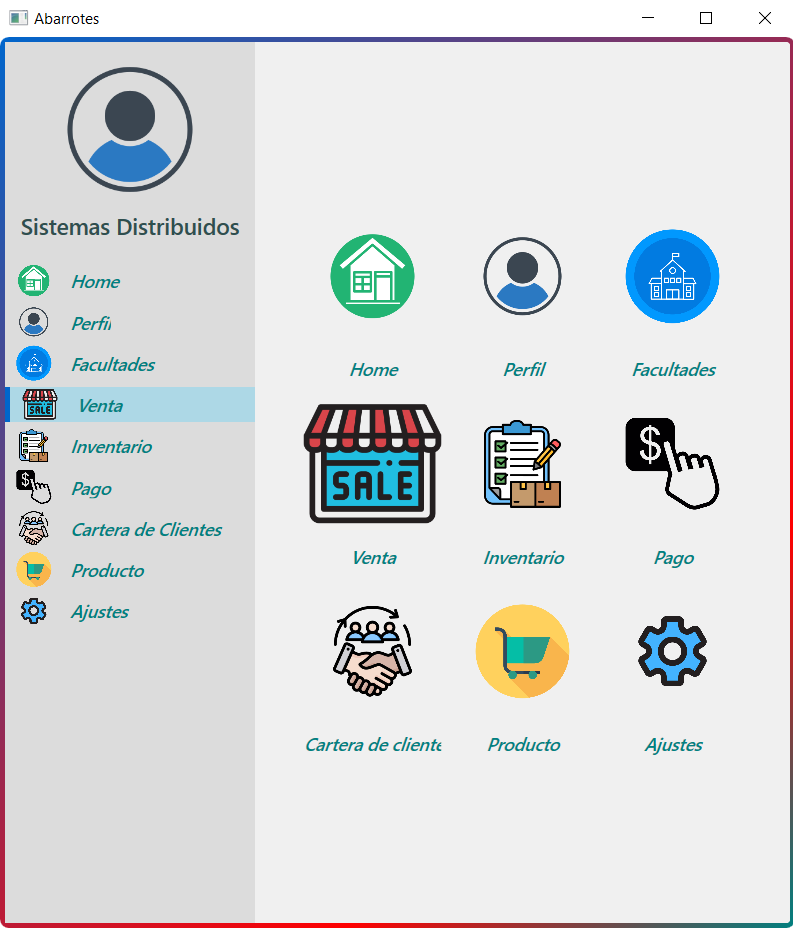 Abarrotes
Sistemas Distribuidos
Home
Perfil
Facultades
SALE
Venta
Inventario
$
Pago
Cartera de Clientes
Producto
Ajustes
Home
Perfil
Facultades
SALE
$
Venta
Inventario
Pago
Cartera de cliente
Producto
Ajustes